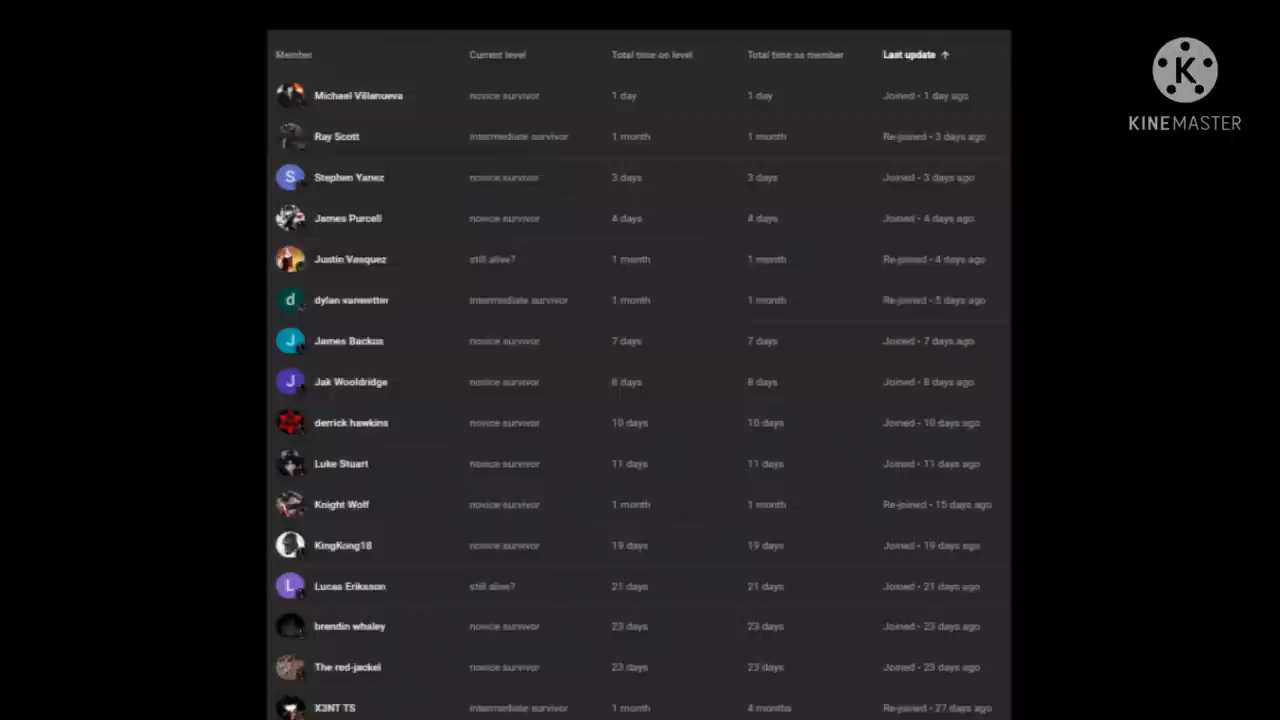 Member Current level Total time on level Total time as member Last update ↑
Michael Villanueva novice survivor 1 day 1 day Joined • 1 day ago
Ray Scott intermediate survivor 1 month 1 month Re-joined • 3 days ago
S Stephen Yanez novice survivor 3 days 3 days Joined • 3 days ago
James Purcell novice survivor 4 days 4 days Joined • 4 days ago
Justin Vasquez still alive? 1 month 1 month Re-joined • 4 days ago
d dylan vanwetter intermediate survivor 1 month 1 month Re-joined • 5 days ago
J James Backus novice survivor 7 days 7 days Joined • 7 days ago
J Jak Wooldridge novice survivor 8 days 8 days Joined • 8 days ago
derrick hawkins novice survivor 10 days 10 days Joined • 10 days ago
Luke Stuart novice survivor 11 days 11 days Joined • 11 days ago
Knight Wolf novice survivor 1 month 1 month Re-joined • 15 days ago
KingKong18 novice survivor 19 days 19 days Joined • 19 days ago
L Lucas Eriksson still alive? 21 days 21 days Joined • 21 days ago
brendin whaley novice survivor 23 days 23 days Joined • 23 days ago
The red-jackel novice survivor 23 days 23 days Joined • 23 days ago
X3NT TS intermediate survivor 1 month 4 months Re-joined • 27 days ago
K
KINEMASTER